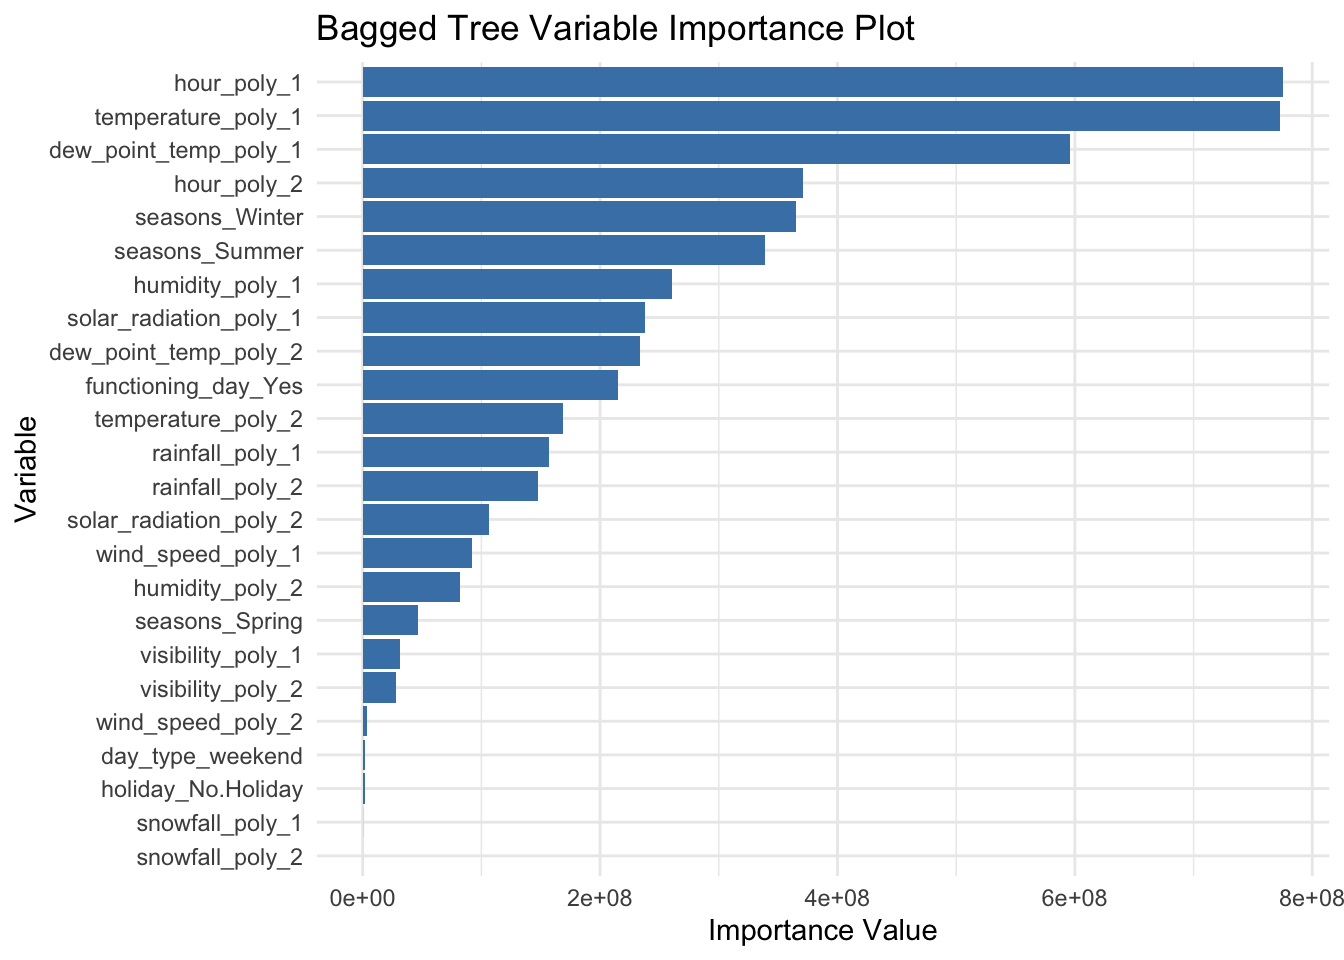 Bagged Tree Variable Importance Plot
hour_poly_1
temperature_poly_1
dew_point_temp_poly_1
hour_poly_2
seasons_Winter
seasons_Summer
humidity_poly_1
solar_radiation_poly_1
dew_point_temp_poly_2
functioning_day_Yes
temperature_poly_2
rainfall_poly_1
rainfall_poly_2
solar_radiation_poly_2
wind_speed_poly_1
humidity_poly_2
seasons_Spring
visibility_poly_1
visibility_poly_2
wind_speed_poly_2
day_type_weekend
holiday_No.Holiday
snowfall_poly_1
snowfall_poly_2
Variable
0e+00 2e+08 4e+08 6e+08 8e+08
Importance Value